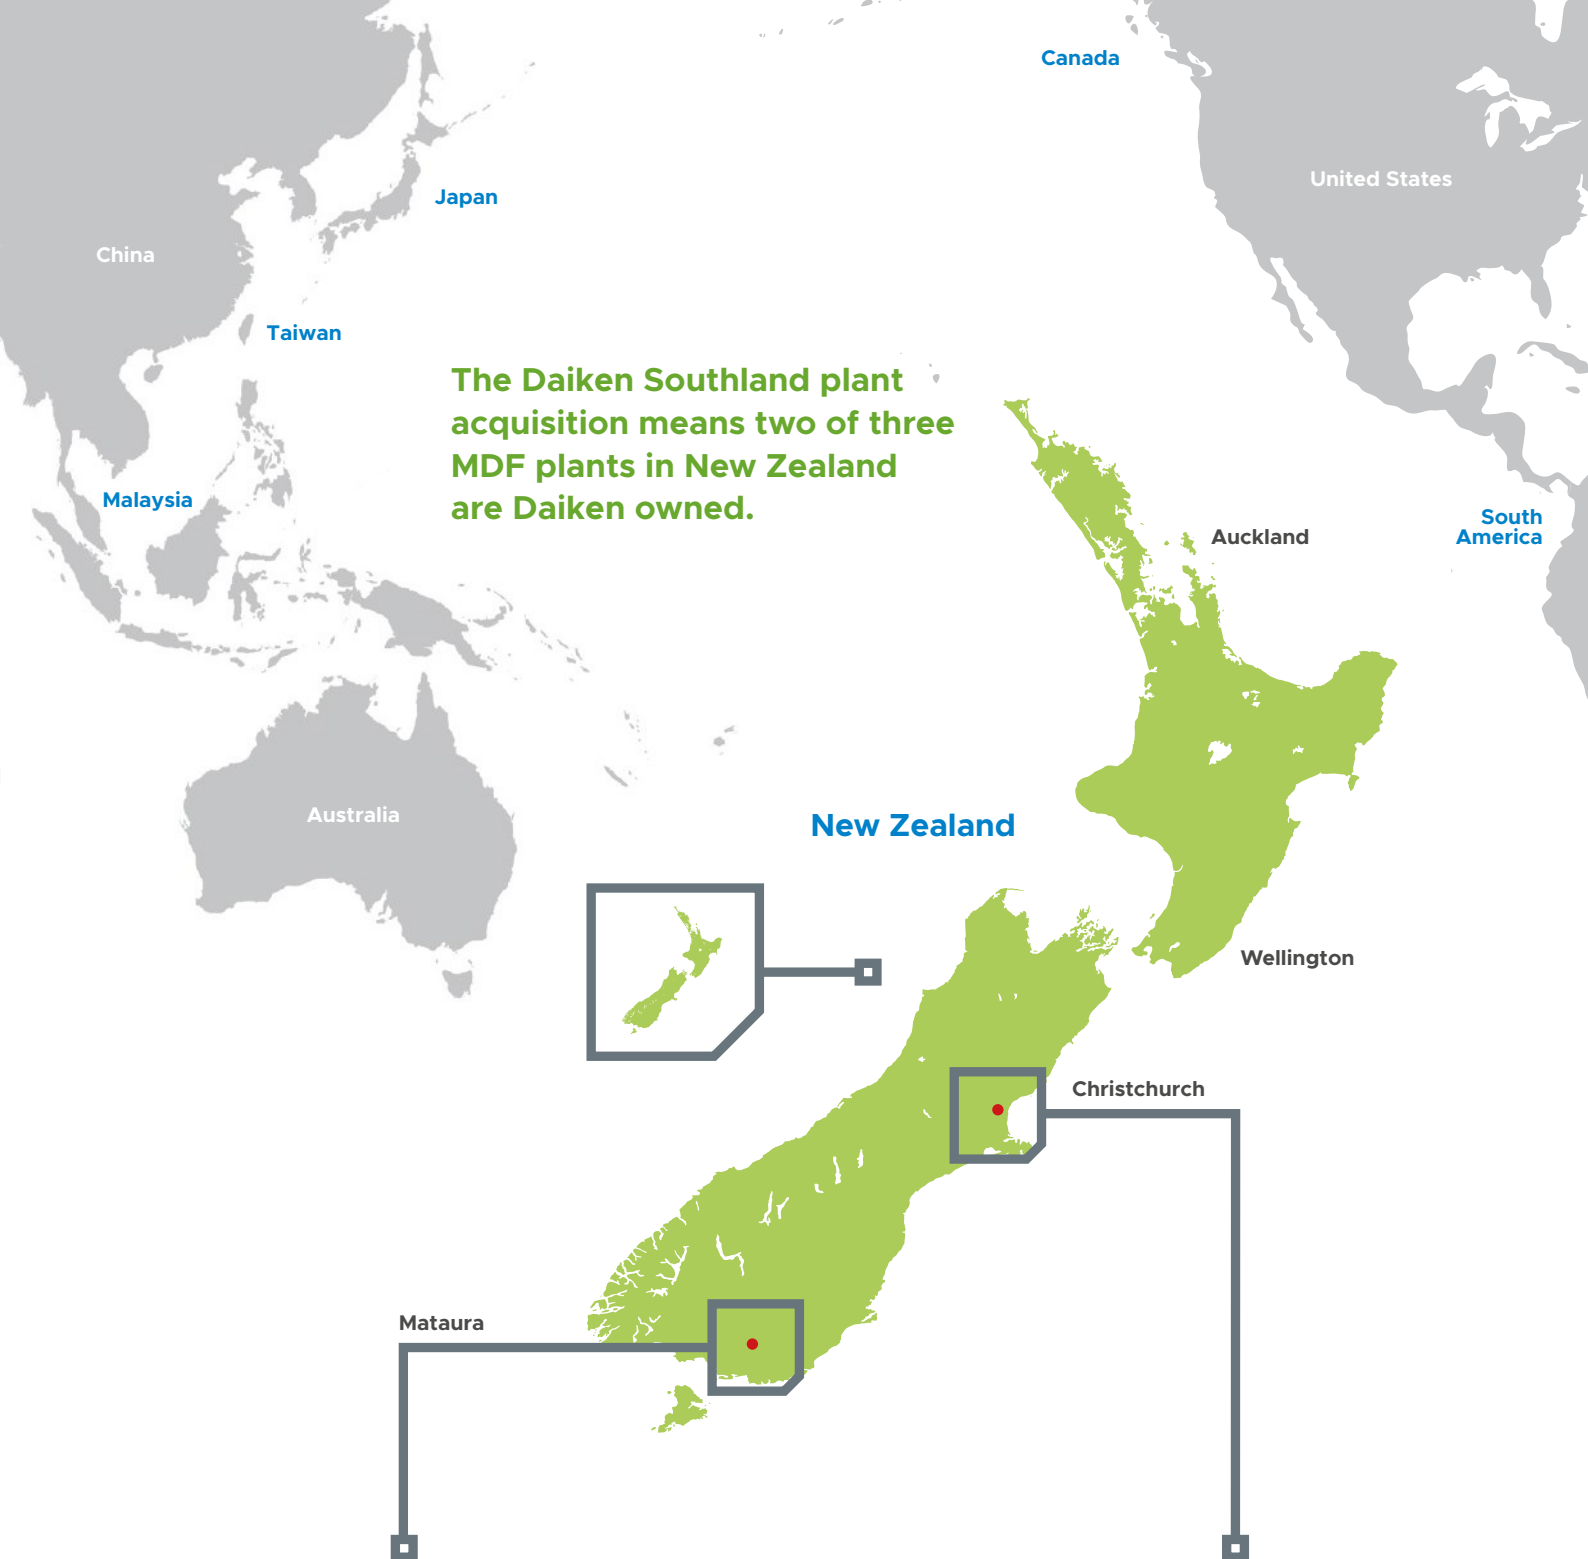 Canada
United States
Japan
China
Taiwan
The Daiken Southland plant
acquisition means two of three
MDF plants in New Zealand
are Daiken owned.
Malaysia
South
America
Auckland
Australia
New Zealand
Wellington
Christchurch
Mataura